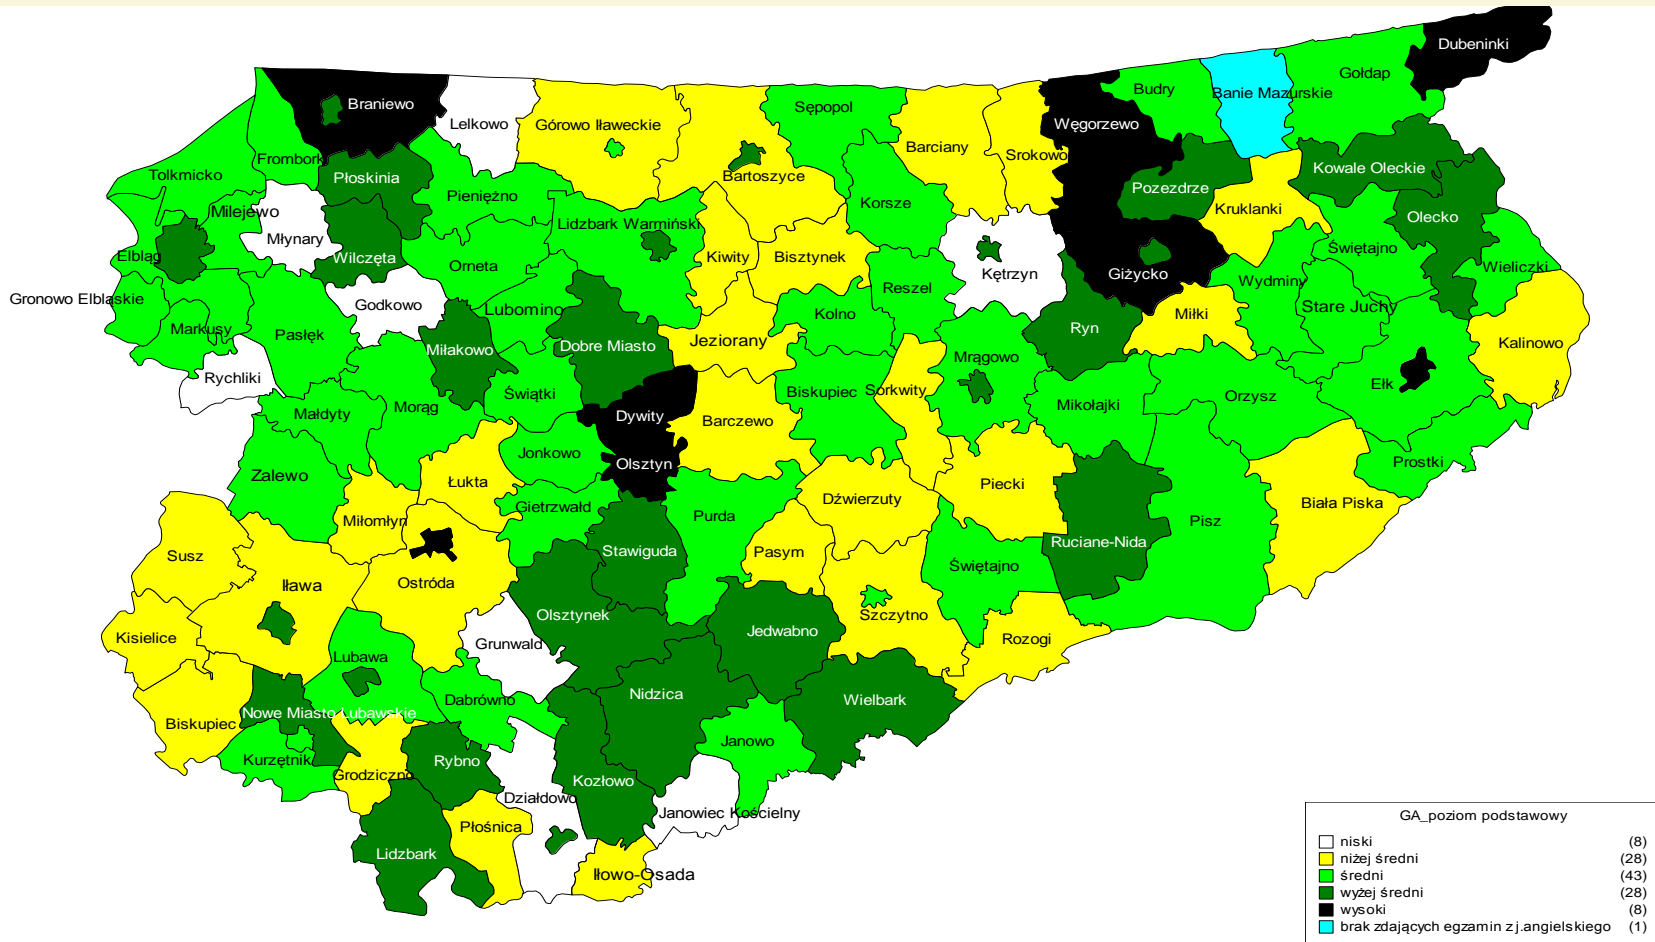 Dubeninki
Gołdap
Budry
Banie Mazurskie
Braniewo
Sępopol
Węgorzewo
Lelkowo
Górowo Iławeckie
Barciany
Srokowo
Frombork
Tolkmicko
Płoskinia
Bartoszyce
Kowale Oleckie
Pozezdrze
Pieniężno
Korsze
Kruklanki
Olecko
Milejewo
Lidzbark Warmiński
Młynary
Świętajno
Elbląg
Wilczęta
Orneta
Kiwity
Bisztynek
Kętrzyn
Giżycko
Wieliczki
Wydminy
Reszel
Gronowo Elbląskie
Godkowo
Lubomino
Kolno
Stare Juchy
Miłki
Markusy
Pasłęk
Ryn
Miłakowo
Dobre Miasto
Jeziorany
Kalinowo
Mrągowo
Rychliki
Ełk
Świątki
Biskupiec
Sorkwity
Orzysz
Mikołajki
Małdyty
Morąg
Dywity
Barczewo
Jonkowo
Olsztyn
Prostki
Zalewo
Łukta
Piecki
Dźwierzuty
Biała Piska
Gietrzwałd
Purda
Miłomłyn
Pisz
Ruciane-Nida
Susz
Stawiguda
Pasym
Świętajno
Iława
Ostróda
Olsztynek
Szczytno
Jedwabno
Kisielice
Grunwald
Rozogi
Lubawa
Nidzica
Dąbrówno
Wielbark
Nowe Miasto Lubawskie
Biskupiec
Janowo
Kurzętnik
Rybno
Grodziczno
Kozłowo
Działdowo
Janowiec Kościelny
Płośnica
Lidzbark
Iłowo-Osada
GA_poziom podstawowy
niski (8)
niżej średni (28)
średni (43)
wyżej średni (28)
wysoki (8)
brak zdających egzamin z j.angielskiego (1)